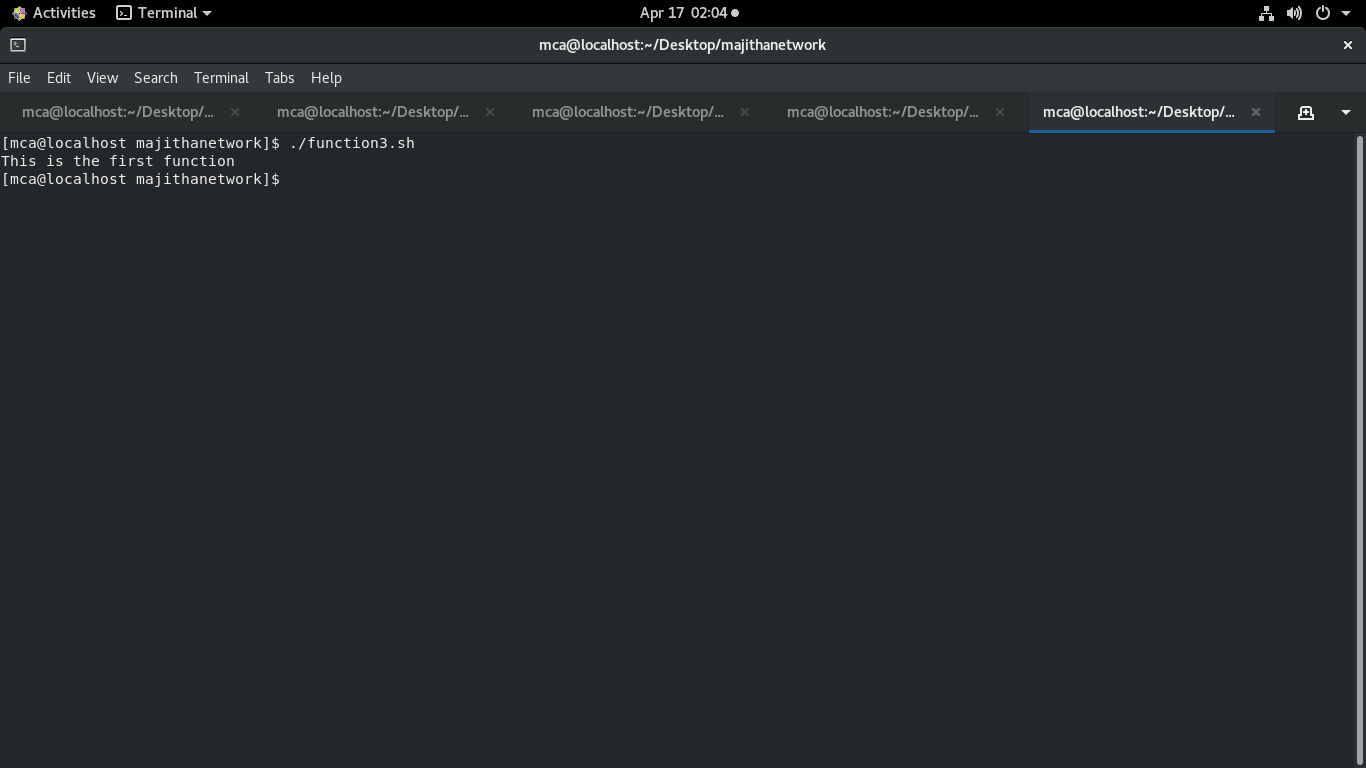 Activities Terminal Apr 17 02:04
mca@localhost:~/Desktop/majithanetwork
File Edit View Search Terminal Tabs Help
mca@localhost:~/Desktop/... mca@localhost:~/Desktop/... mca@localhost:~/Desktop/... mca@localhost:~/Desktop/... mca@localhost:~/Desktop/...
[mca@localhost majithanetwork]$ ./function3.sh
This is the first function
[mca@localhost majithanetwork]$